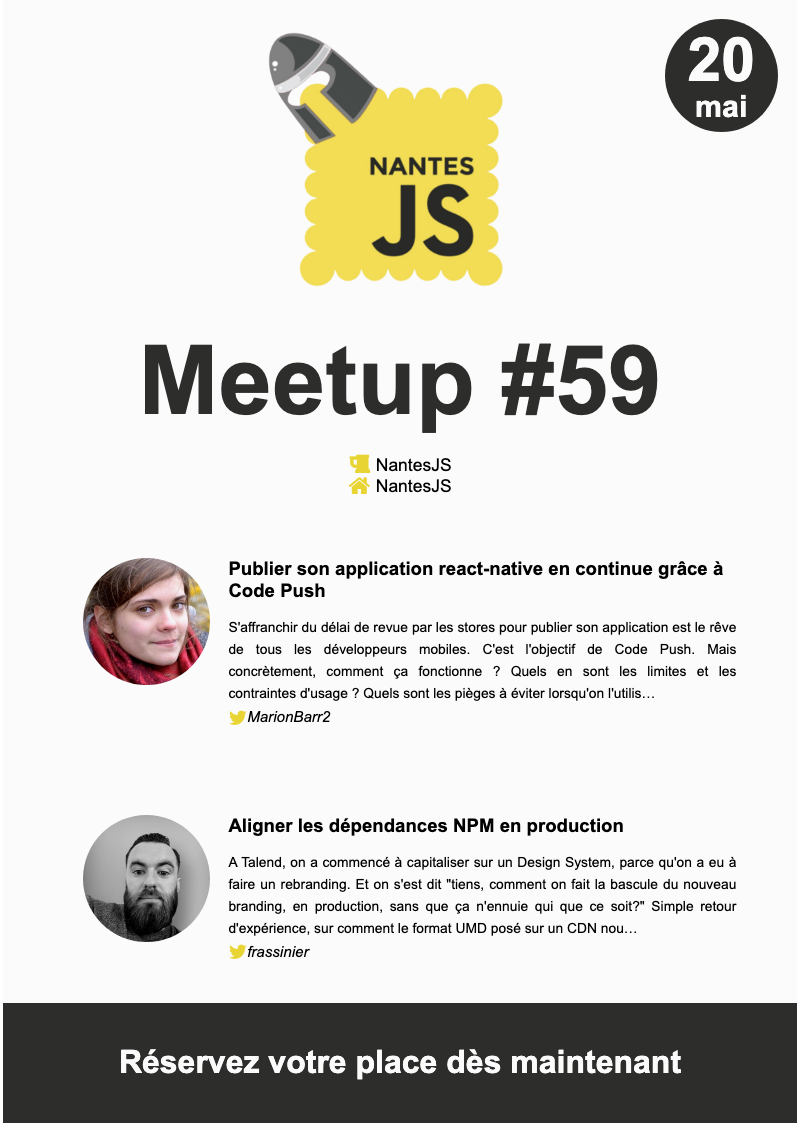 20
mai
NANTES
JS
Meetup #59
NantesJS
NantesJS
Publier son application react-native en continue grâce à
Code Push
S'affranchir du délai de revue par les stores pour publier son application est le rêve
de tous les développeurs mobiles. C'est l'objectif de Code Push. Mais
concrètement, comment ça fonctionne ? Quels en sont les limites et les
contraintes d'usage ? Quels sont les pièges à éviter lorsqu'on l'utilis…
MarionBarr2
Aligner les dépendances NPM en production
A Talend, on a commencé à capitaliser sur un Design System, parce qu'on a eu à
faire un rebranding. Et on s'est dit "tiens, comment on fait la bascule du nouveau
branding, en production, sans que ça n'ennuie qui que ce soit?" Simple retour
d'expérience, sur comment le format UMD posé sur un CDN nou…
frassinier
Réservez votre place dès maintenant